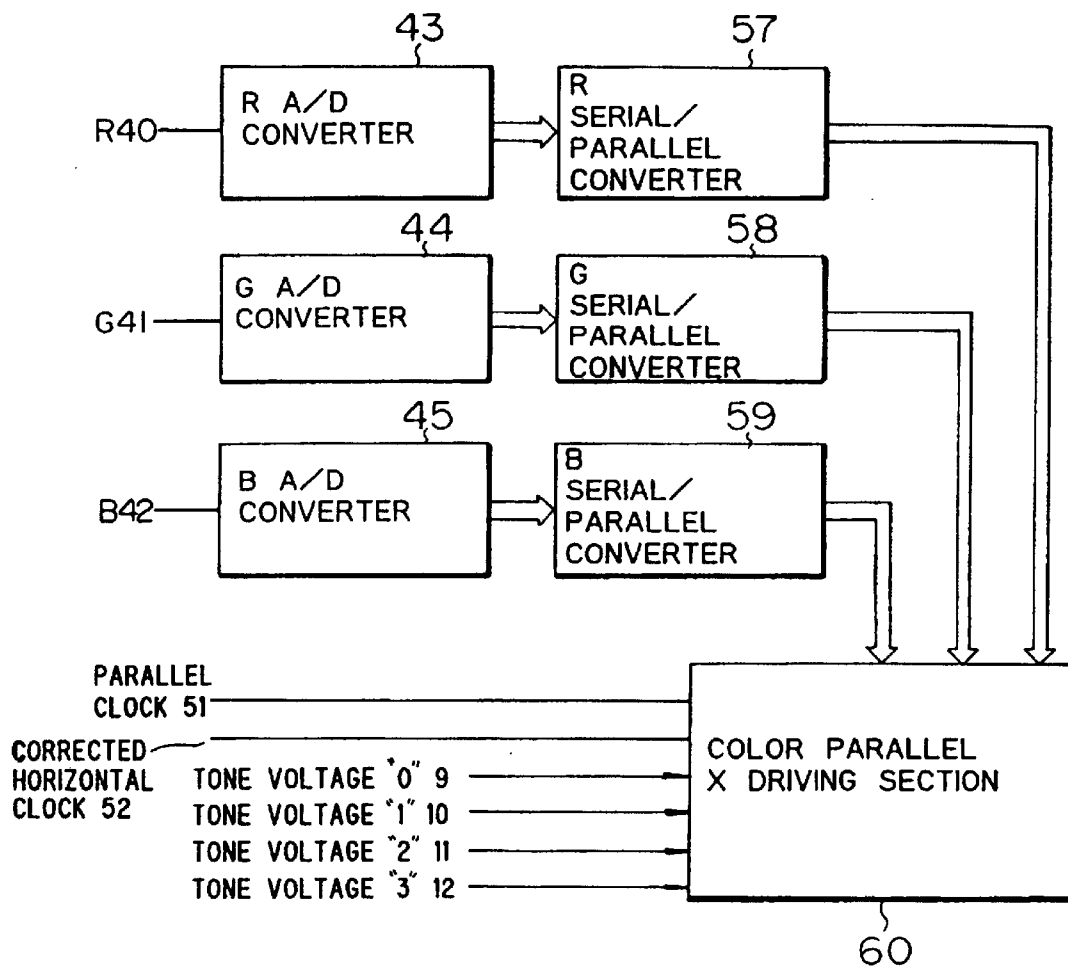 43
57
R40
R A/D
CONVERTER
R
SERIAL/
PARALLEL
CONVERTER
44
58
G41
G A/D
CONVERTER
G
SERIAL/
PARALLEL
CONVERTER
45
59
B42
B A/D
CONVERTER
B
SERIAL/
PARALLEL
CONVERTER
PARALLEL
CLOCK 51
CORRECTED
HORIZONTAL
CLOCK 52
TONE VOLTAGE "0" 9
TONE VOLTAGE "1" 10
TONE VOLTAGE "2" 11
TONE VOLTAGE "3" 12
COLOR PARALLEL
X DRIVING SECTION
60